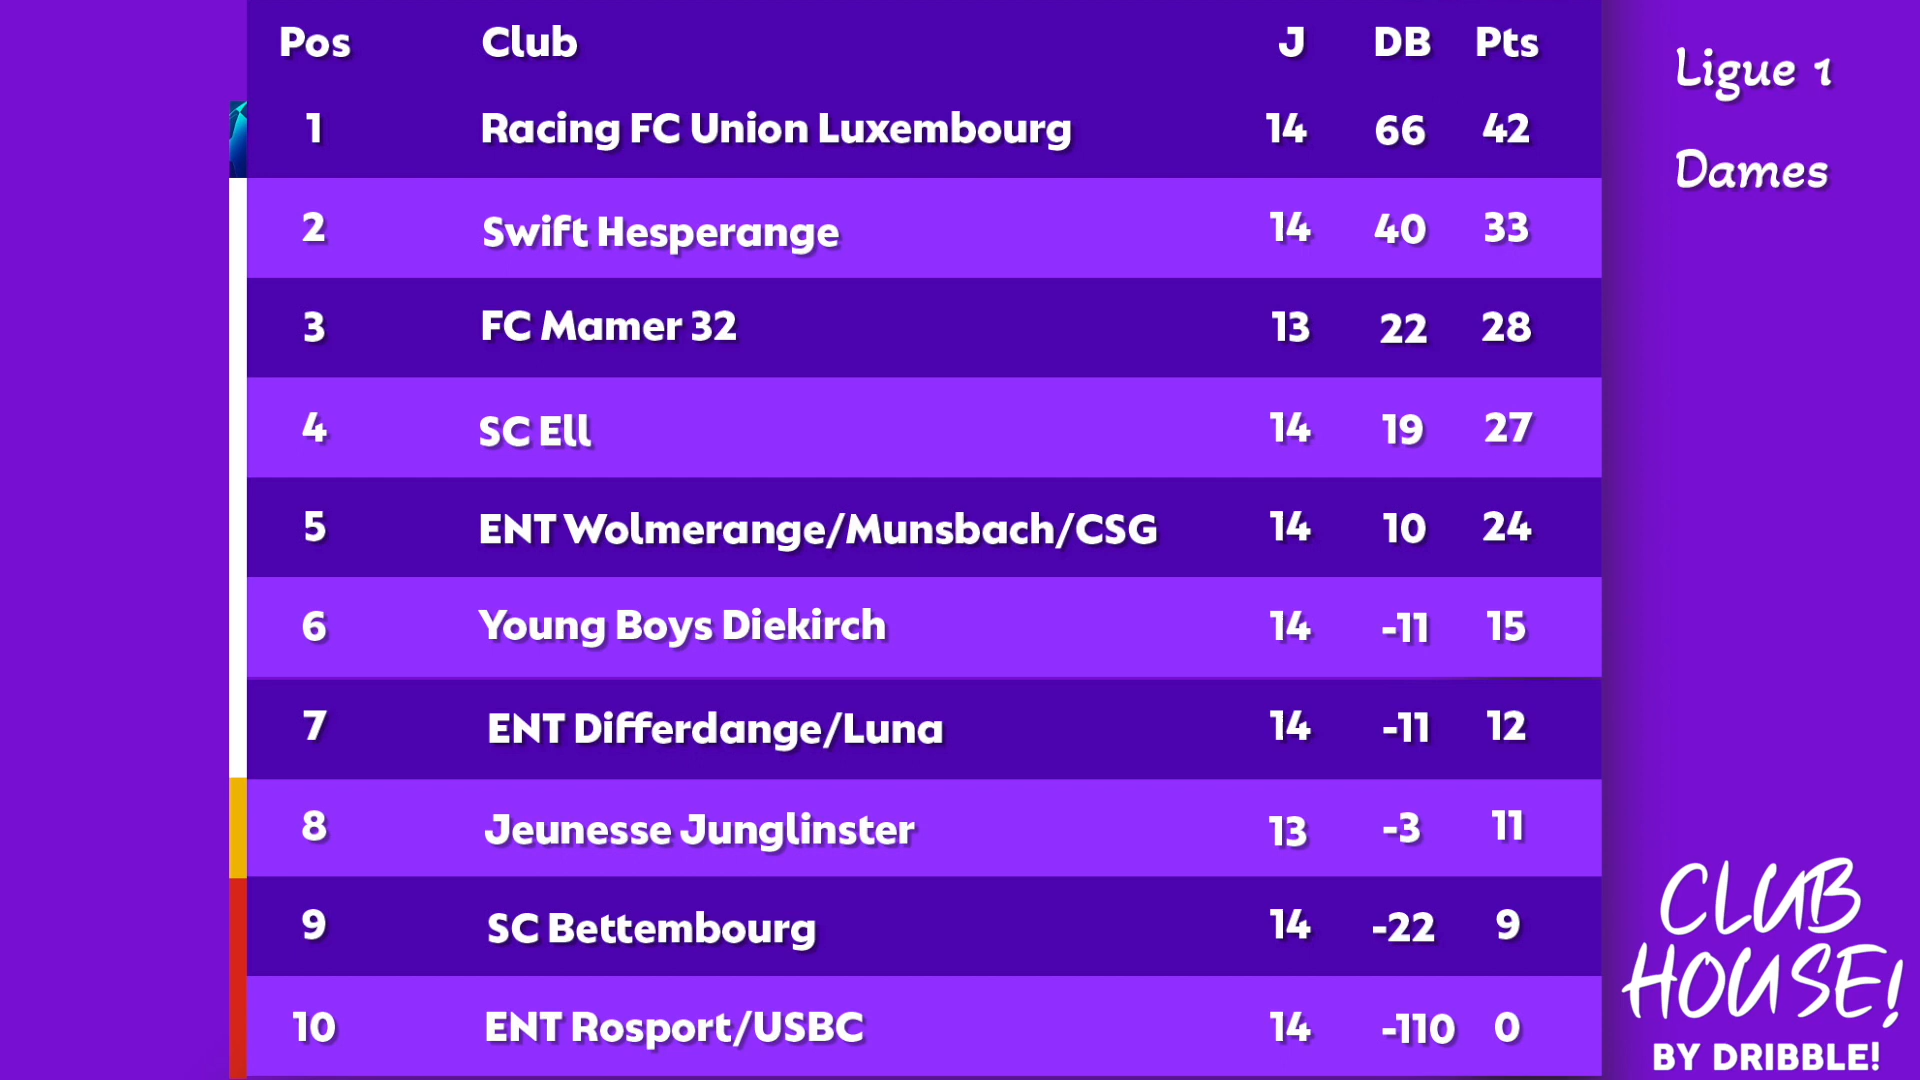 Pos Club J DB Pts
1 Racing FC Union Luxembourg 14 66 42
2 Swift Hesperange 14 40 33
3 FC Mamer 32 13 22 28
4 SC Ell 14 19 27
5 ENT Wolmerange/Munsbach/CSG 14 10 24
6 Young Boys Diekirch 14 -11 15
7 ENT Differdange/Luna 14 -11 12
8 Jeunesse Junglinster 13 -3 11
9 SC Bettembourg 14 -22 9
10 ENT Rosport/USBC 14 -110 0
Ligue 1
Dames
CLUB
HOUSE!
BY DRIBBLE!